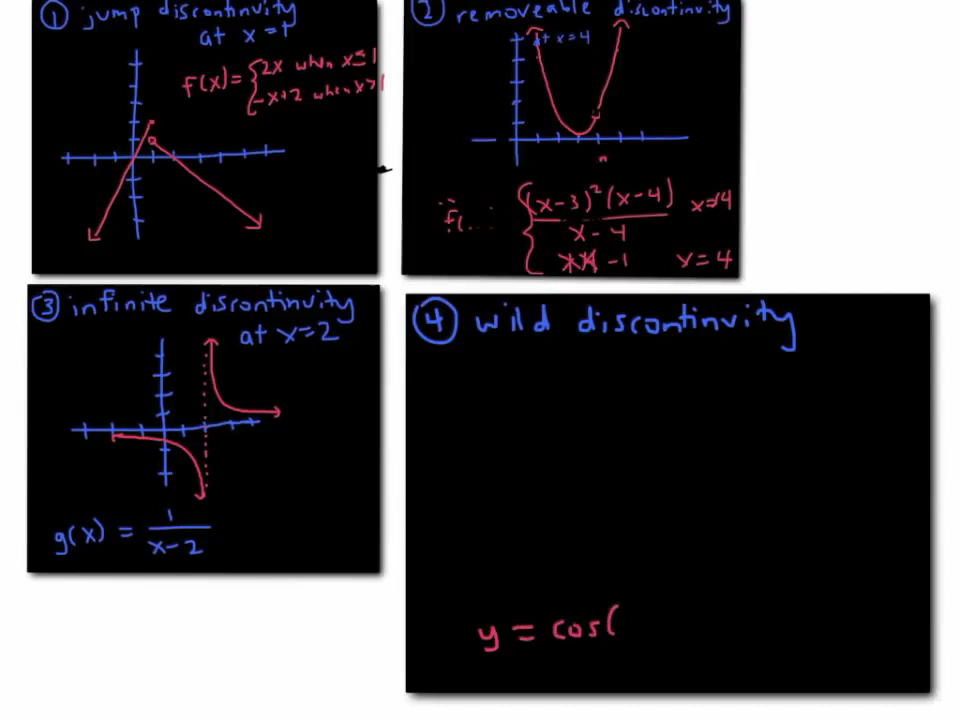 ① jump discontinuity
at x=1
F(x) = { 2x when x ≤ 1
-x+2 when x >
② removeable discontinuity
at x=4
(x-3)²(x-4) x≠4
x-4
-1 x=4
③ infinite discontinuity
at x=2
g(x) = 1
x-2
④ wild discontinuity
y = cos(